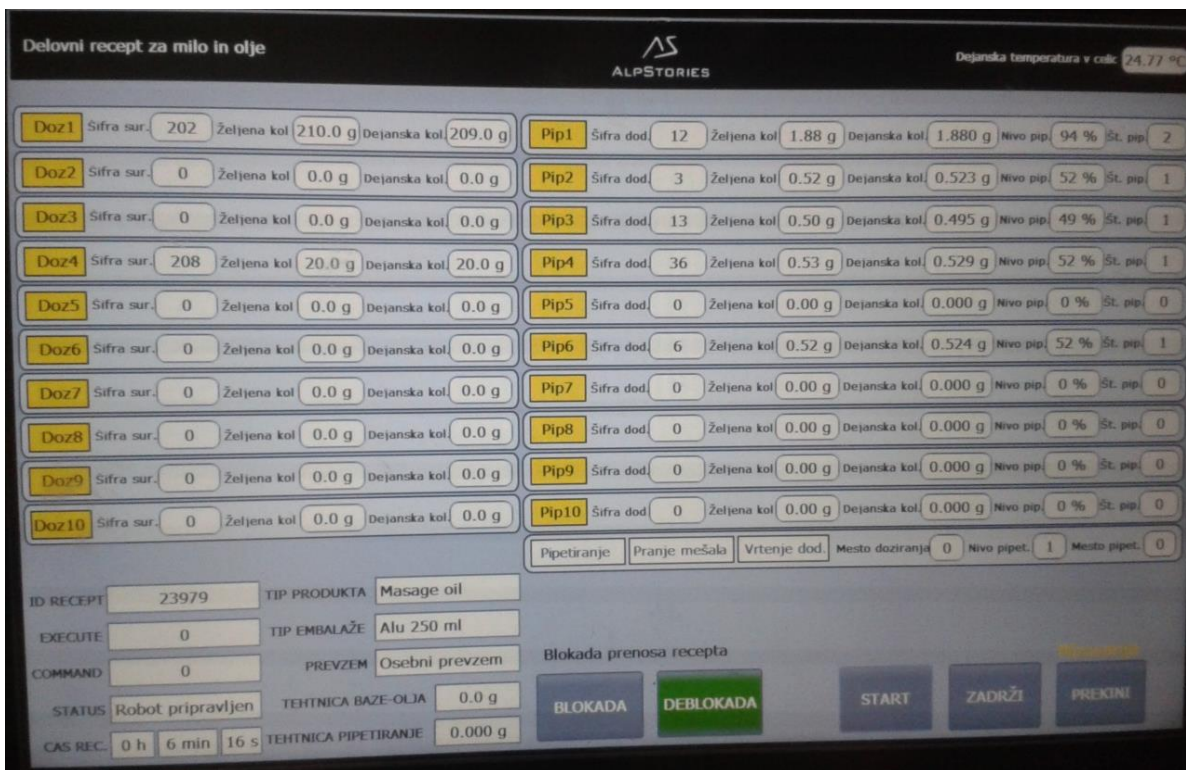 Delovni recept za milo in olje
AS
ALPSTORIES
Dejanska temperatura v celic 24.77 °C
Doz1 Šifra sur. 202 Željena kol 210.0 g Dejanska kol. 209.0 g
Doz2 Šifra sur. 0 Željena kol 0.0 g Dejanska kol. 0.0 g
Doz3 Šifra sur. 0 Željena kol 0.0 g Dejanska kol. 0.0 g
Doz4 Šifra sur. 208 Željena kol 20.0 g Dejanska kol. 20.0 g
Doz5 Šifra sur. 0 Željena kol 0.0 g Dejanska kol. 0.0 g
Doz6 Šifra sur. 0 Željena kol 0.0 g Dejanska kol. 0.0 g
Doz7 Šifra sur. 0 Željena kol 0.0 g Dejanska kol. 0.0 g
Doz8 Šifra sur. 0 Željena kol 0.0 g Dejanska kol. 0.0 g
Doz9 Šifra sur. 0 Željena kol 0.0 g Dejanska kol. 0.0 g
Doz10 Šifra sur. 0 Željena kol 0.0 g Dejanska kol. 0.0 g
Pip1 Šifra dod. 12 Željena kol 1.88 g Dejanska kol. 1.880 g Nivo pip. 94 % Št. pip. 2
Pip2 Šifra dod. 3 Željena kol 0.52 g Dejanska kol. 0.523 g Nivo pip. 52 % Št. pip. 1
Pip3 Šifra dod. 13 Željena kol 0.50 g Dejanska kol. 0.495 g Nivo pip. 49 % Št. pip. 1
Pip4 Šifra dod. 36 Željena kol 0.53 g Dejanska kol. 0.529 g Nivo pip. 52 % Št. pip. 1
Pip5 Šifra dod. 0 Željena kol 0.00 g Dejanska kol. 0.000 g Nivo pip. 0 % Št. pip. 0
Pip6 Šifra dod. 6 Željena kol 0.52 g Dejanska kol. 0.524 g Nivo pip. 52 % Št. pip. 1
Pip7 Šifra dod. 0 Željena kol 0.00 g Dejanska kol. 0.000 g Nivo pip. 0 % Št. pip. 0
Pip8 Šifra dod. 0 Željena kol 0.00 g Dejanska kol. 0.000 g Nivo pip. 0 % Št. pip. 0
Pip9 Šifra dod. 0 Željena kol 0.00 g Dejanska kol. 0.000 g Nivo pip. 0 % Št. pip. 0
Pip10 Šifra dod. 0 Željena kol 0.00 g Dejanska kol. 0.000 g Nivo pip. 0 % Št. pip. 0
Pipetiranje Pranje mešala Vrtenje dod. Mesto doziranja 0 Nivo pipet. 1 Mesto pipet. 0
ID RECEPT 23979 TIP PRODUKTA Masage oil
EXECUTE 0 TIP EMBALAŽE Alu 250 ml
COMMAND 0 PREVZEM Osebni prevzem
STATUS Robot pripravljen TEHTNICA BAZE-OLJA 0.0 g
CAS REC. 0 h 6 min 16 s TEHTNICA PIPETIRANJE 0.000 g
Blokada prenosa recepta
BLOKADA DEBLOKADA START ZADRŽI PREKINI